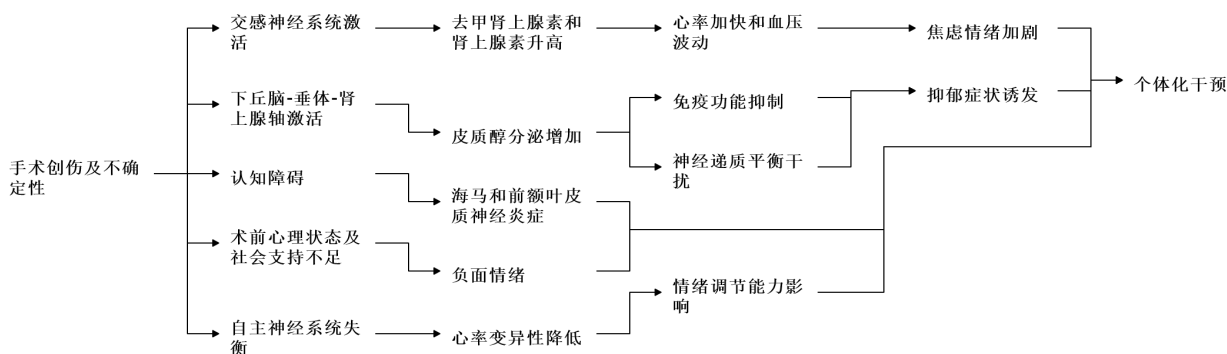 手术创伤及不确
定性
交感神经系统激
活
去甲肾上腺素和
肾上腺素升高
心率加快和血压
波动
焦虑情绪加剧
下丘脑-垂体-肾
上腺轴激活
皮质醇分泌增加
免疫功能抑制
神经递质平衡干
扰
抑郁症状诱发
认知障碍
海马和前额叶皮
质神经炎症
术前心理状态及
社会支持不足
负面情绪
自主神经系统失
衡
心率变异性降低
情绪调节能力影
响
个体化干预